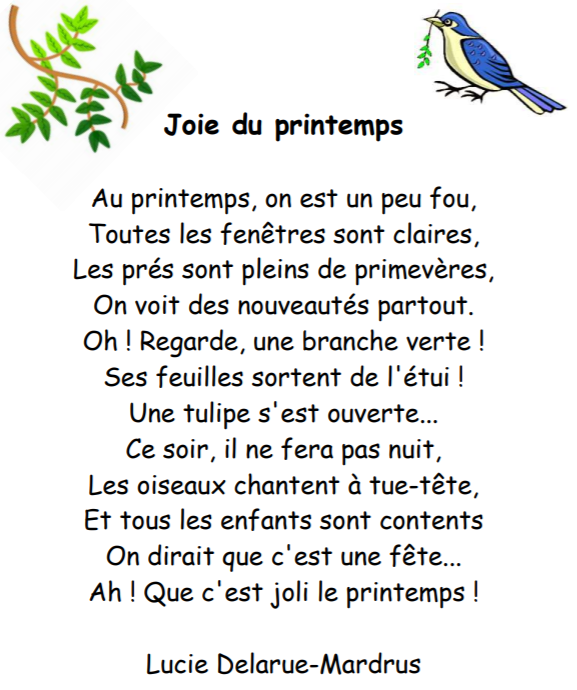 Joie du printemps
Au printemps, on est un peu fou,
Toutes les fenêtres sont claires,
Les prés sont pleins de primevères,
On voit des nouveautés partout.
Oh ! Regarde, une branche verte !
Ses feuilles sortent de l'étui !
Une tulipe s'est ouverte...
Ce soir, il ne fera pas nuit,
Les oiseaux chantent à tue-tête,
Et tous les enfants sont contents
On dirait que c'est une fête...
Ah ! Que c'est joli le printemps !
Lucie Delarue-Mardrus